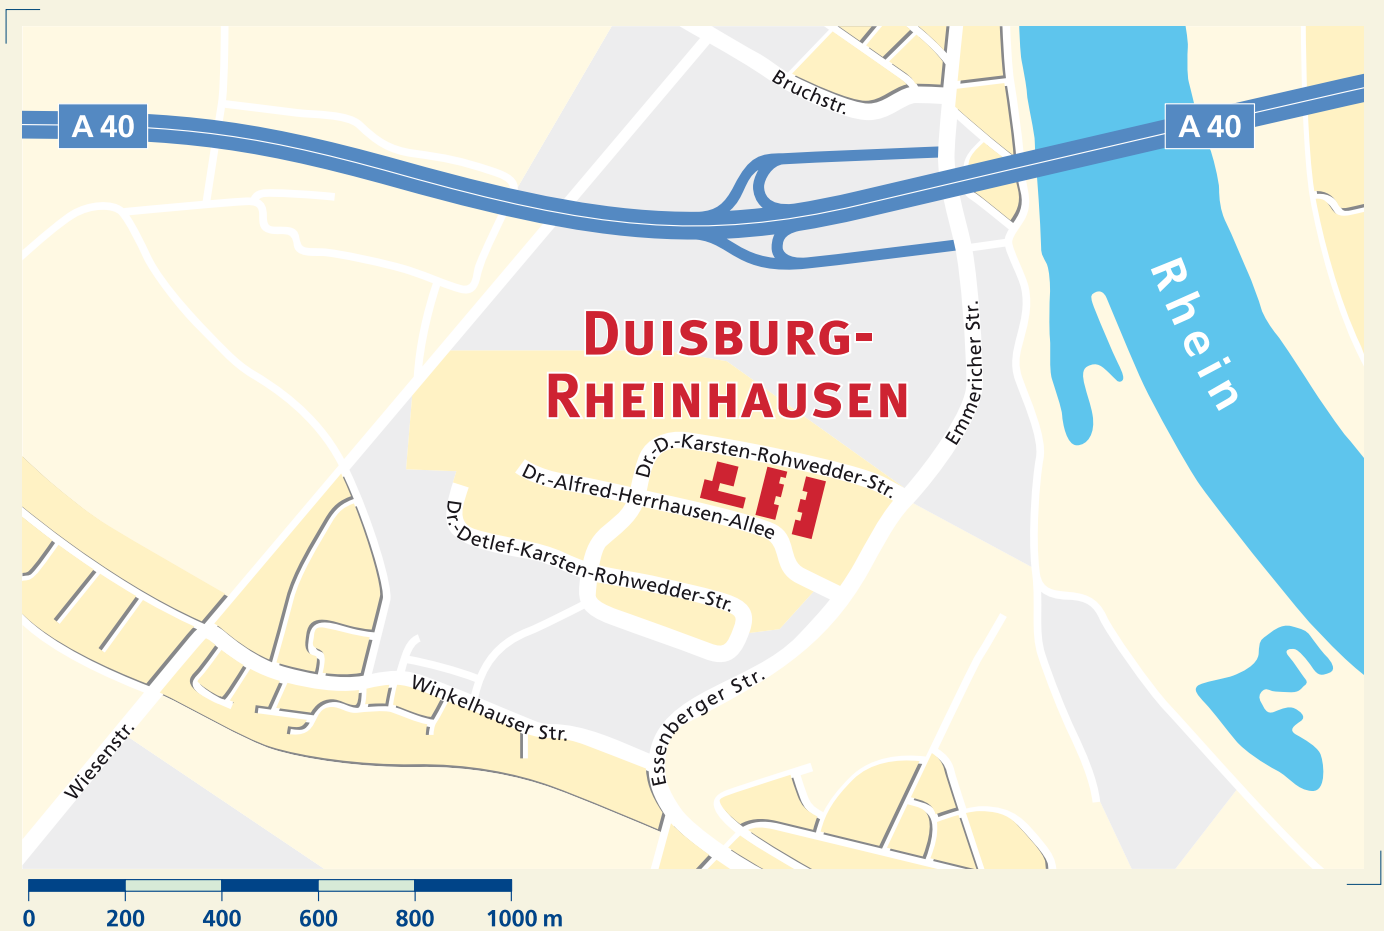 Bruchstr.
A 40
A 40
Rhein
DUISBURG-
RHEINHAUSEN
Emmericher Str.
Dr.-D.-Karsten-Rohwedder-Str.
Dr.-Alfred-Herrhausen-Allee
Dr.-Detlef-Karsten-Rohwedder-Str.
Winkelhauser Str.
Essenberger Str.
Wiesenstr.
0 200 400 600 800 1000 m